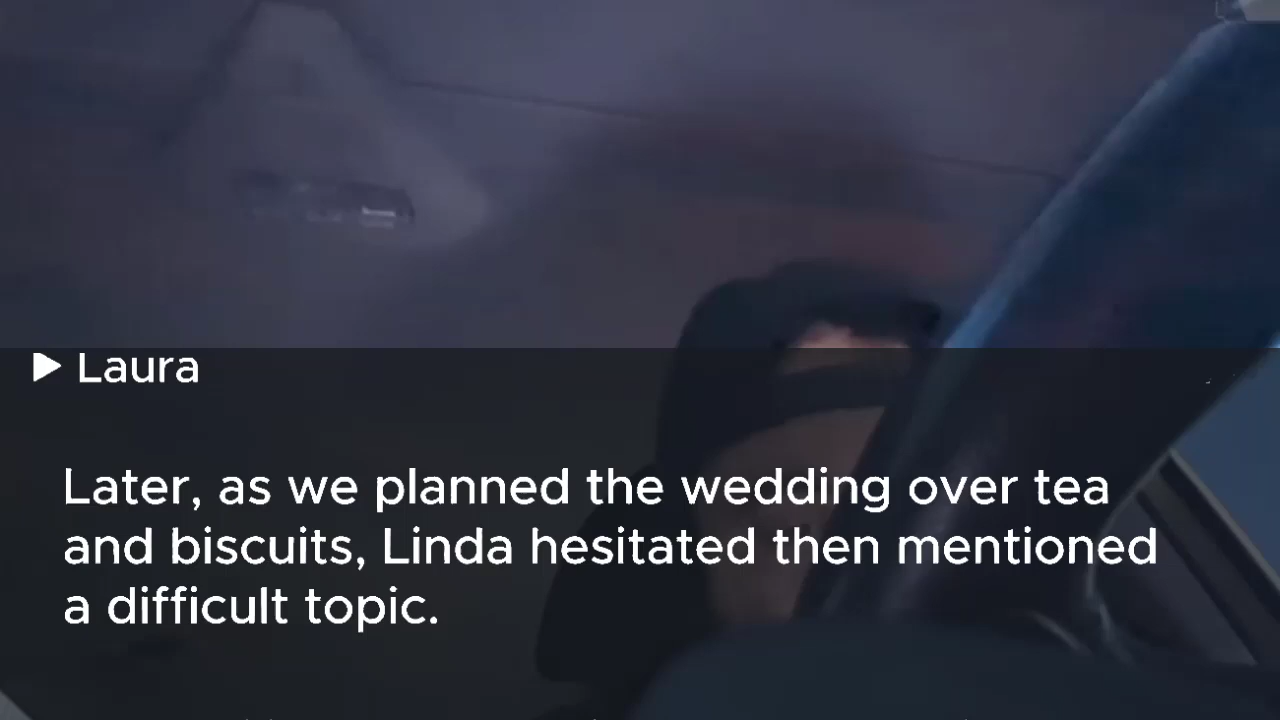 Laura
Later, as we planned the wedding over tea
and biscuits, Linda hesitated then mentioned
a difficult topic.